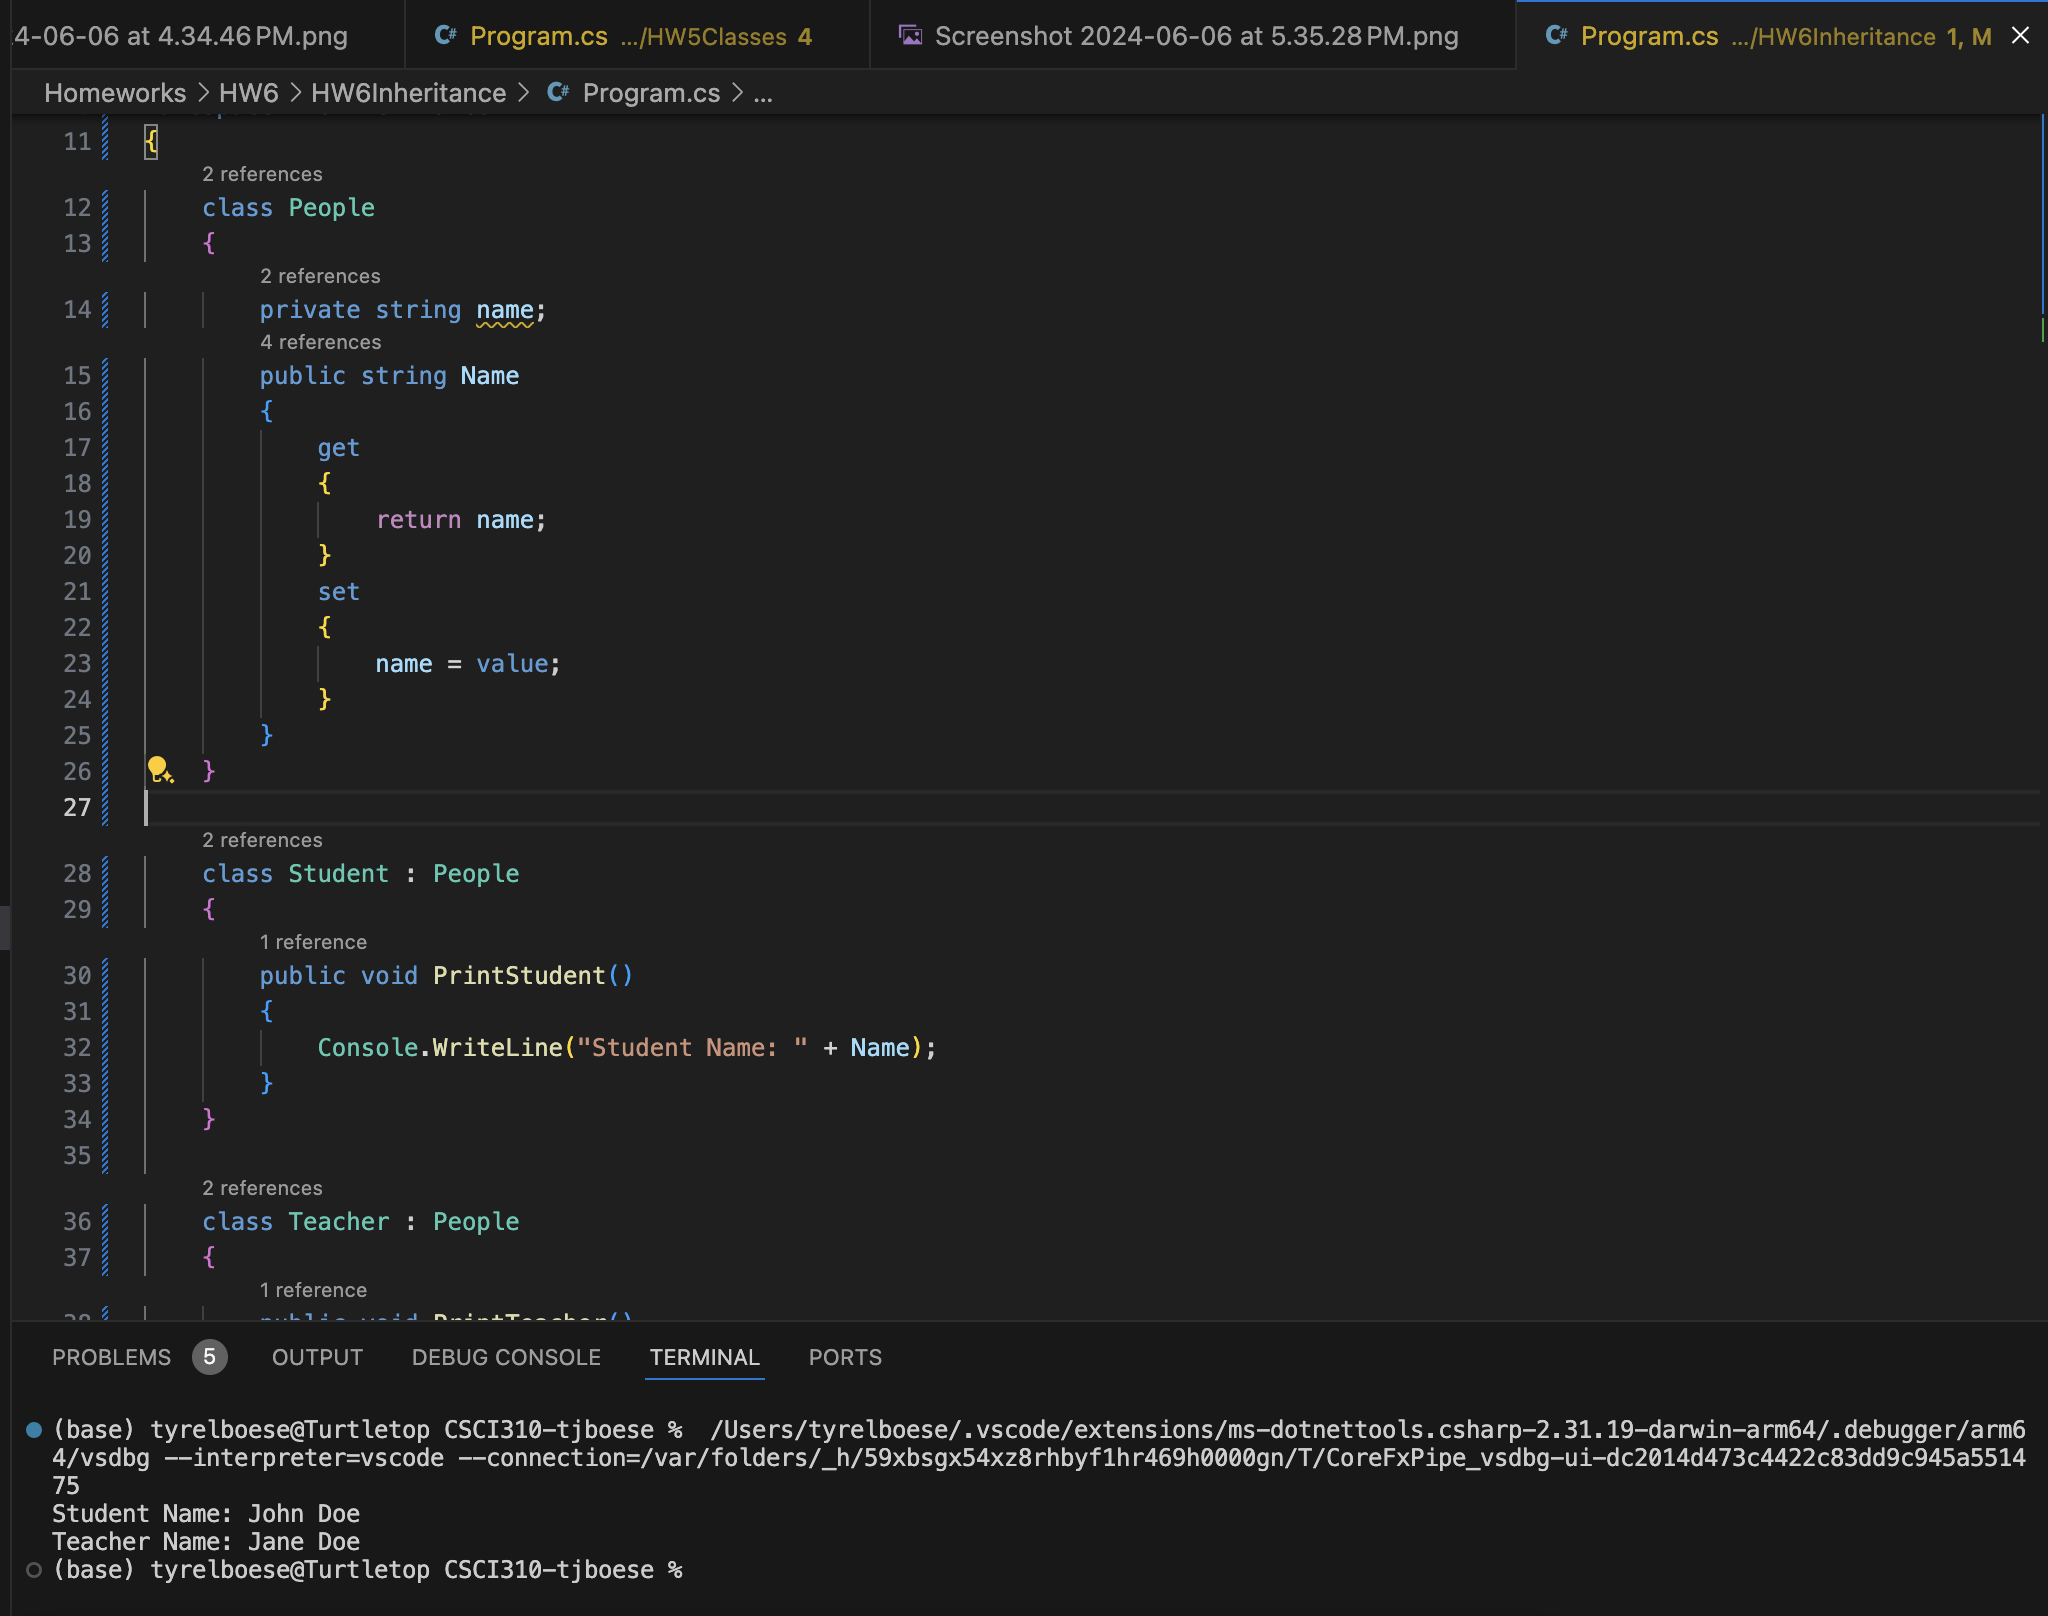 4-06-06 at 4.34.46 PM.png
C# Program.cs .../HW5Classes 4
Screenshot 2024-06-06 at 5.35.28 PM.png
C# Program.cs .../HW6Inheritance 1, M
Homeworks > HW6 > HW6Inheritance > C# Program.cs > ...
11 {
2 references
12 class People
13 {
2 references
14 private string name;
4 references
15 public string Name
16 {
17 get
18 {
19 return name;
20 }
21 set
22 {
23 name = value;
24 }
25 }
26 }
27
2 references
28 class Student : People
29 {
1 reference
30 public void PrintStudent()
31 {
32 Console.WriteLine("Student Name: " + Name);
33 }
34 }
35
2 references
36 class Teacher : People
37 {
1 reference
38 public void PrintTeacher()
PROBLEMS 5 OUTPUT DEBUG CONSOLE TERMINAL PORTS
(base) tyrelboese@Turtletop CSCI310-tjboese %  /Users/tyrelboese/.vscode/extensions/ms-dotnettools.csharp-2.31.19-darwin-arm64/.debugger/arm6
4/vsdbg --interpreter=vscode --connection=/var/folders/_h/59xbsgx54xz8rhbyf1hr469h0000gn/T/CoreFxPipe_vsdbg-ui-dc2014d473c4422c83dd9c945a5514
75
Student Name: John Doe
Teacher Name: Jane Doe
(base) tyrelboese@Turtletop CSCI310-tjboese %